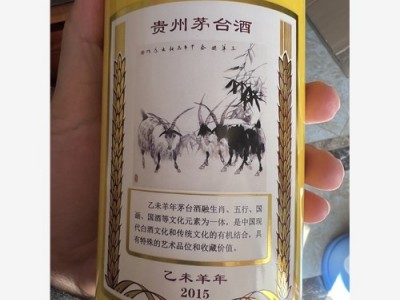 贵州茅台酒
乙未羊年茅台酒融生肖、五行、国
画、国酒等文化元素为一体，是中国现
代白酒文化和传统文化的有机结合，具
有特殊的艺术品位和收藏价值。
乙未羊年
2015